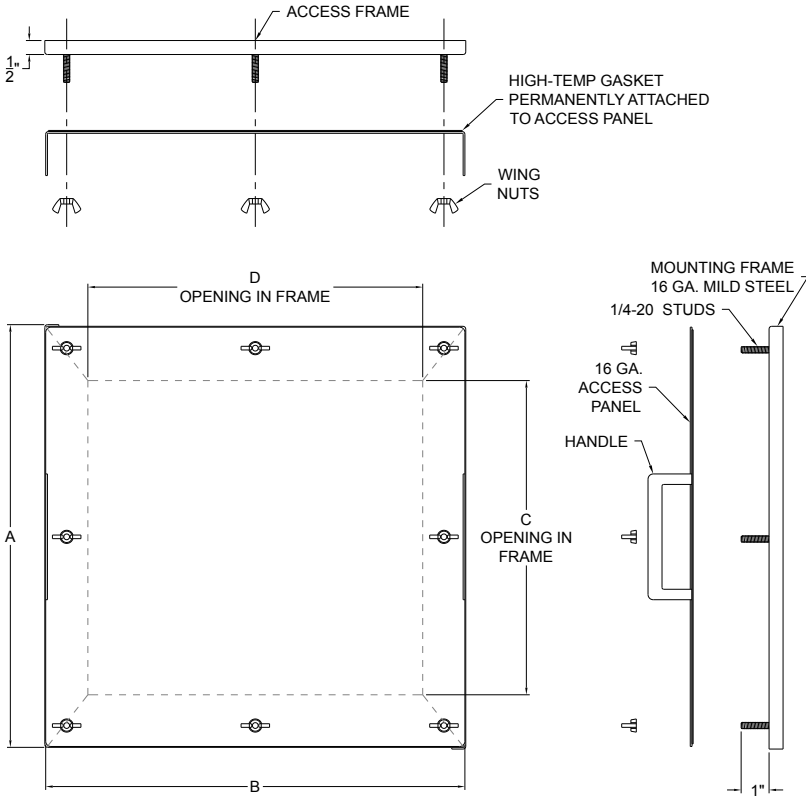 ACCESS FRAME
1/2"
HIGH-TEMP GASKET
PERMANENTLY ATTACHED
TO ACCESS PANEL
WING
NUTS
D
OPENING IN FRAME
MOUNTING FRAME
16 GA. MILD STEEL
1/4-20 STUDS
16 GA.
ACCESS
PANEL
HANDLE
A
C
OPENING IN
FRAME
B
1"